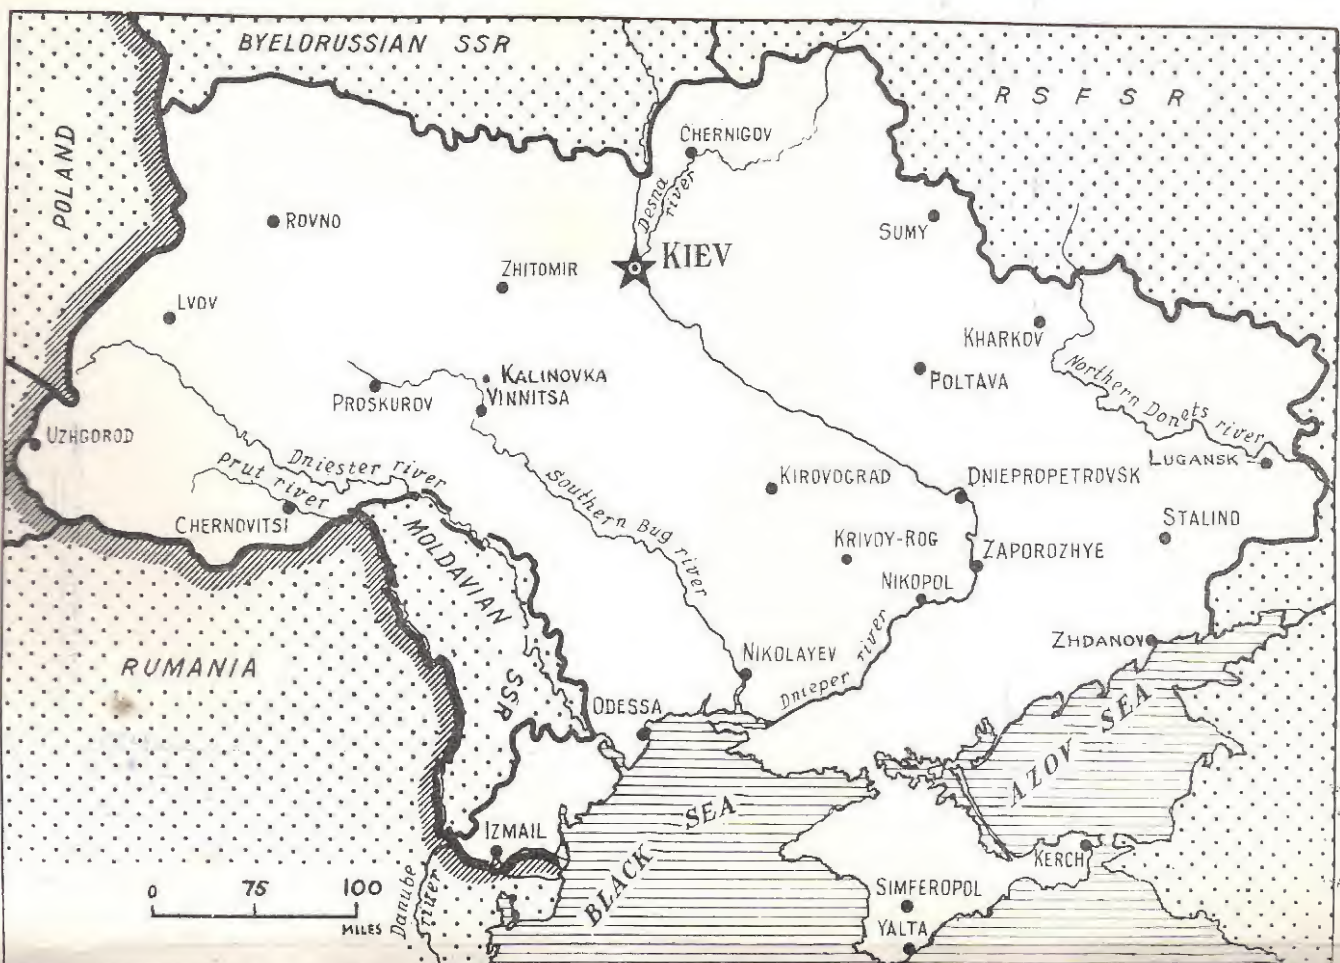 BYELORUSSIAN SSR
R S F S R
POLAND
CHERNIGOV
Desna river
ROVNO
SUMY
KIEV
ZHITOMIR
LVOV
KHARKOV
POLTAVA
Northern Donets river
KALINOVKA
PROSKUROV
VINNITSA
UZHGOROD
LUGANSK
Dniester river
prut river
KIROVOGRAD
DNIEPROPETROVSK
CHERNOVITSI
Southern Bug river
STALINO
KRIVOY-ROG
ZAPOROZHYE
MOLDAVIAN SSR
NIKOPOL
ZHDANOV
RUMANIA
NIKOLAYEV
Dnieper river
ODESSA
AZOV SEA
BLACK SEA
IZMAIL
KERCH
0 75 100
MILES
Danube river
SIMFEROPOL
YALTA